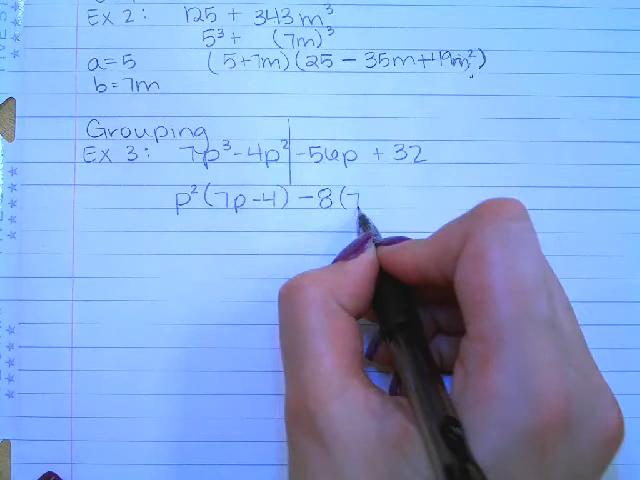 Ex 2: 125 + 343m³
5³ + (7m)³
a=5 (5+7m)(25 - 35m+49m²)
b=7m
Grouping
Ex 3: 7p³-4p² -56p + 32
p²(7p-4) -8(7